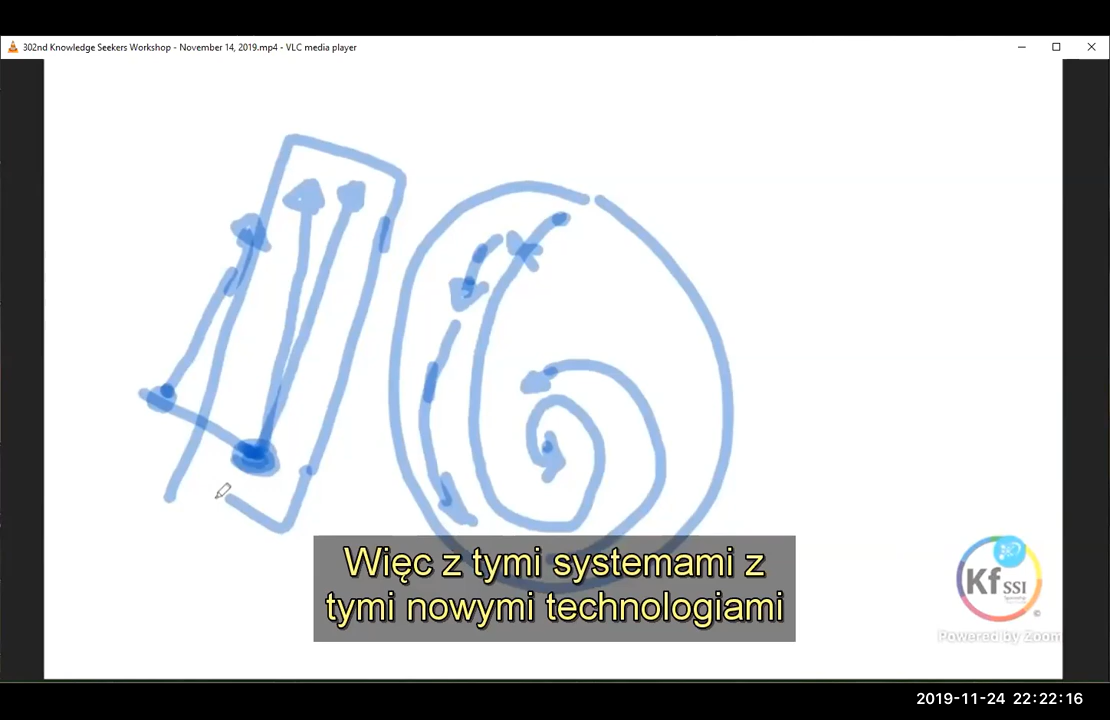 302nd Knowledge Seekers Workshop - November 14, 2019.mp4 - VLC media player
Więc z tymi systemami z
tymi nowymi technologiami
Kf SSI
©
Powered by Zoom
2019-11-24 22:22:16